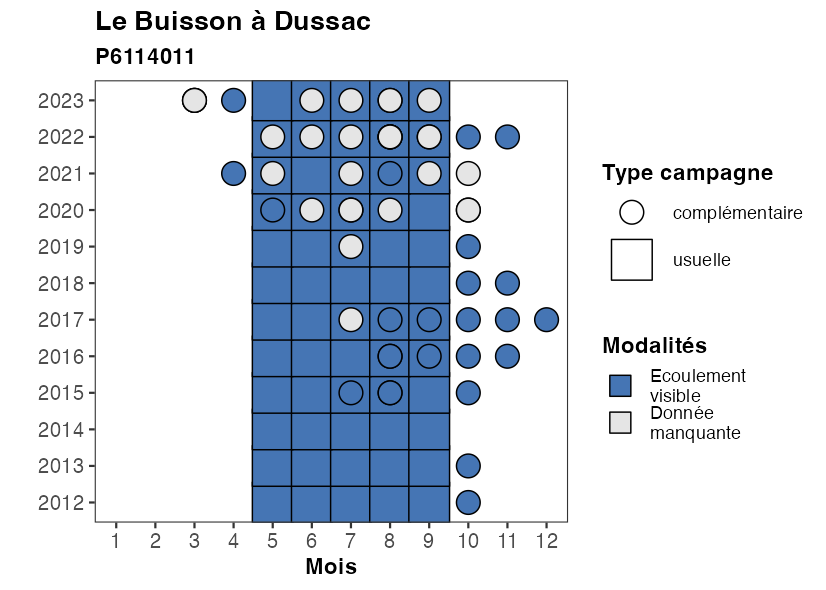 Le Buisson à Dussac
P6114011
2023
2022
2021
2020
2019
2018
2017
2016
2015
2014
2013
2012
1 2 3 4 5 6 7 8 9 10 11 12
Mois
Type campagne
complémentaire
usuelle
Modalités
Ecoulement
visible
Donnée
manquante